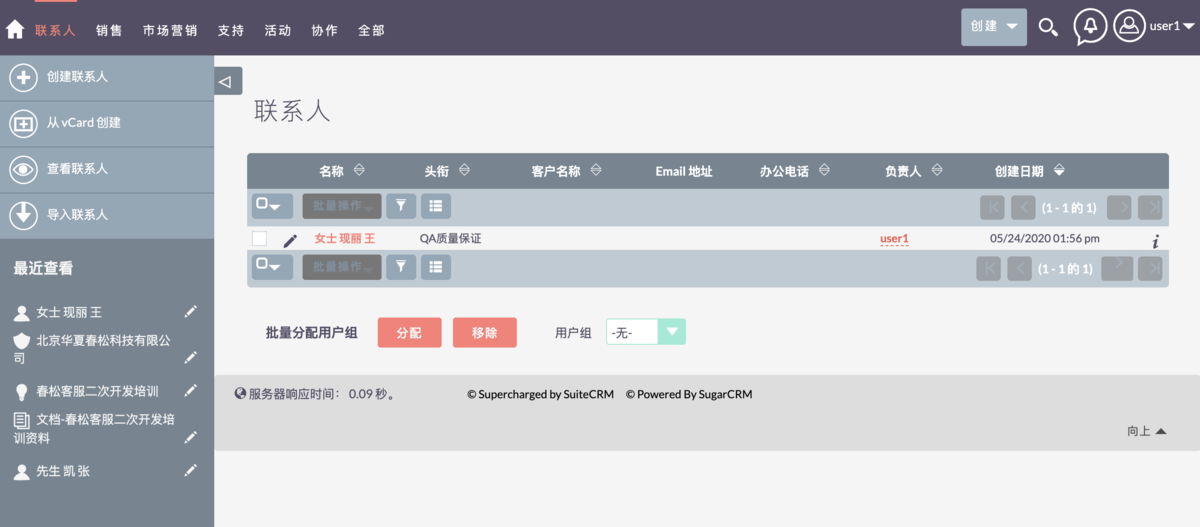 联系人 销售 市场营销 支持 活动 协作 全部 创建 user1
创建联系人
从 vCard 创建
查看联系人
导入联系人
最近查看
女士 现丽 王
北京华夏春松科技有限公
司
春松客服二次开发培训
文档-春松客服二次开发培
训资料
先生 凯 张
联系人
名称 头衔 客户名称 Email 地址 办公电话 负责人 创建日期
批量操作 (1 - 1 的 1)
女士 现丽 王 QA质量保证 user1 05/24/2020 01:56 pm
批量操作 (1 - 1 的 1)
批量分配用户组 分配 移除 用户组 -无-
服务器响应时间： 0.09 秒。 © Supercharged by SuiteCRM © Powered By SugarCRM
向上